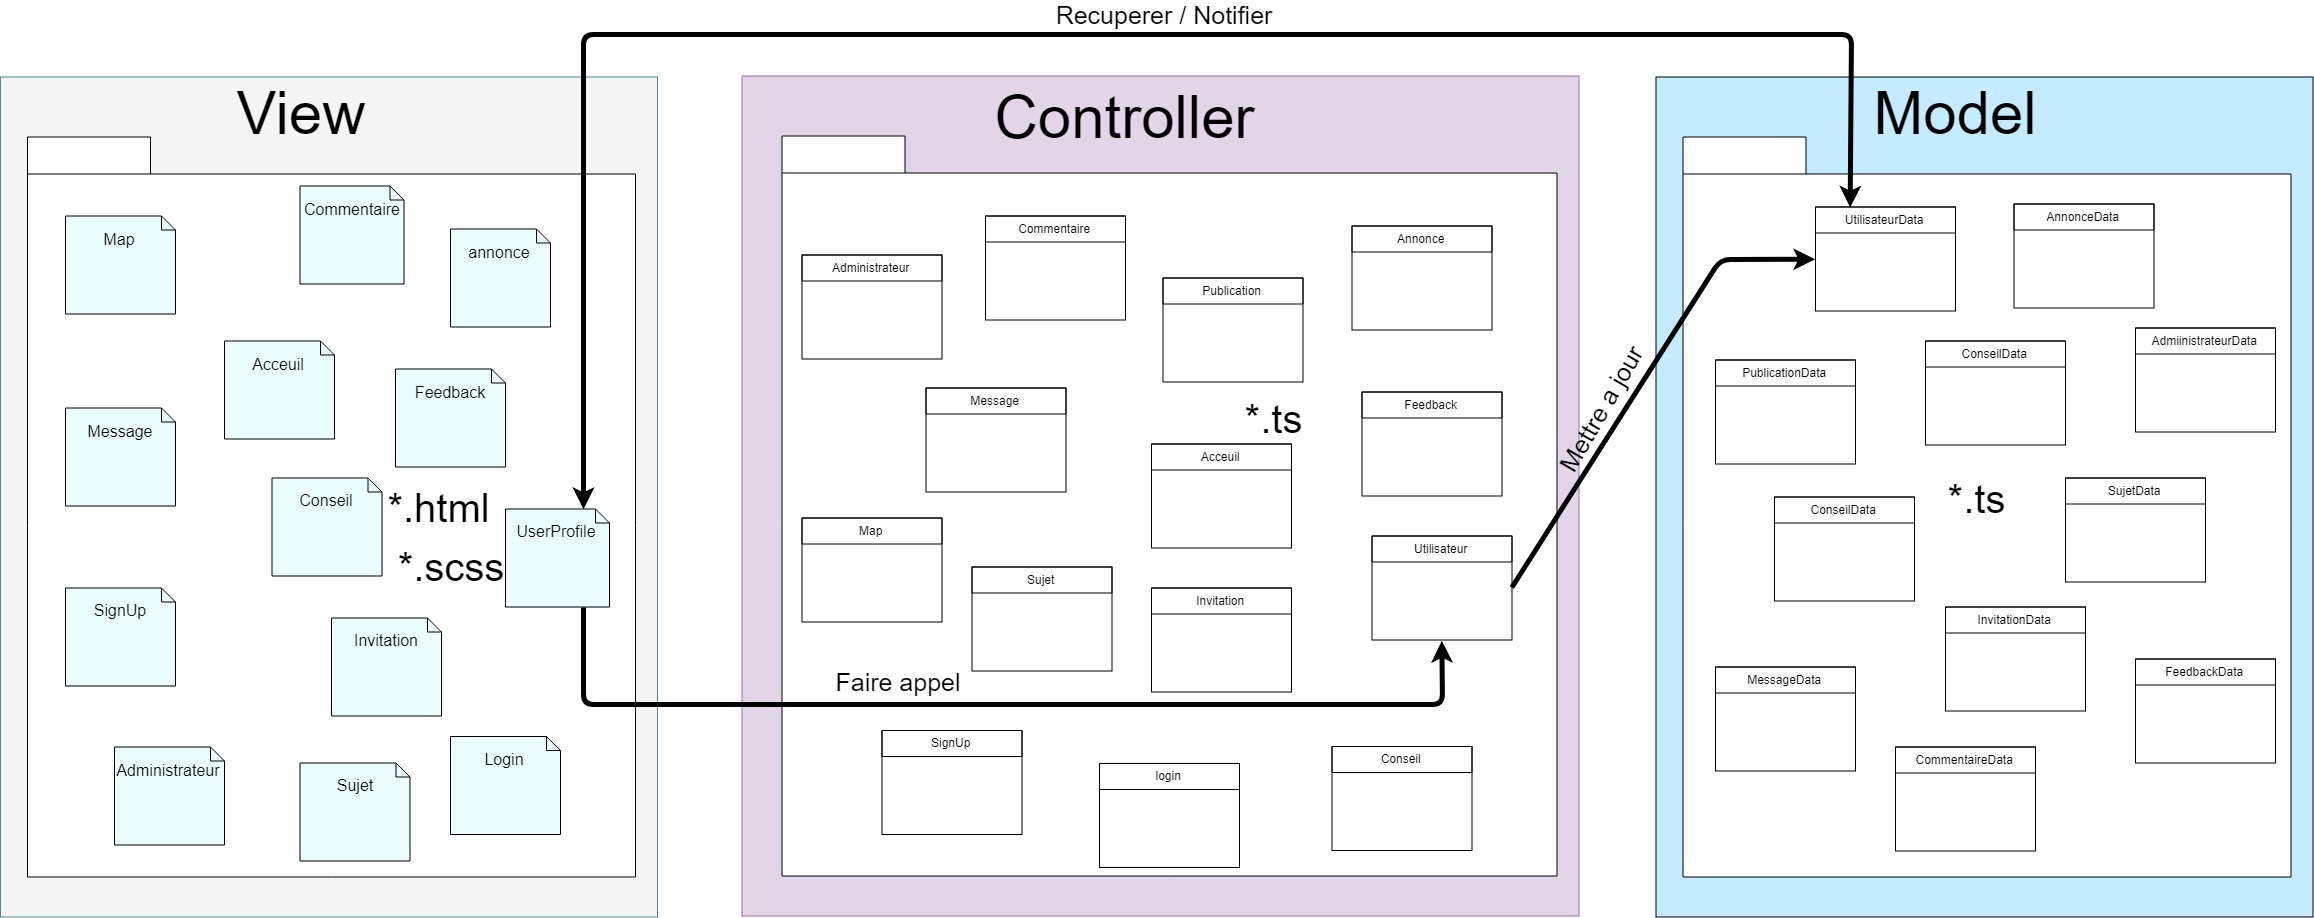 Recuperer / Notifier
View
Commentaire
Map
annonce
Acceuil
Feedback
Message
Conseil
*.html
UserProfile
*.scss
SignUp
Invitation
Administrateur
Sujet
Login
Faire appel
Controller
Commentaire
Annonce
Administrateur
Publication
Message
*.ts
Feedback
Acceuil
Map
Utilisateur
Sujet
Invitation
SignUp
login
Conseil
Mettre a jour
Model
UtilisateurData
AnnonceData
AdmiinistrateurData
ConseilData
PublicationData
*.ts
SujetData
ConseilData
InvitationData
MessageData
FeedbackData
CommentaireData